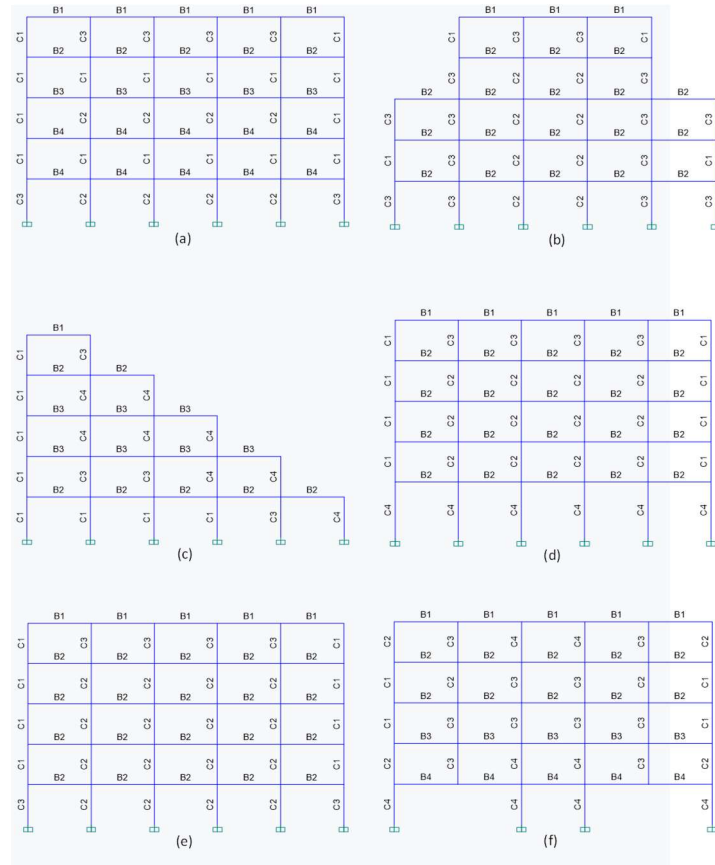 B1 B1 B1 B1 B1
C1 C3 C3 C3 C3 C1
B2 B2 B2 B2 B2
C1 C1 C1 C1 C1 C1
B3 B3 B3 B3 B3
C1 C2 C2 C2 C2 C1
B4 B4 B4 B4 B4
C1 C1 C1 C1 C1 C1
B4 B4 B4 B4 B4
C3 C2 C2 C2 C2 C3
(a)
B1 B1 B1
C1 C2 C2 C1
B2 B2 B2
C3 C2 C2 C3
B2 B2 B2 B2 B2
C3 C3 C2 C2 C3 C3
B2 B2 B2 B2 B2
C1 C3 C2 C2 C3 C1
B2 B2 B2 B2 B2
C3 C3 C2 C2 C3 C3
(b)
B1
C1 C3
B2 B2
C1 C4 C4
B3 B3 B3
C1 C4 C4 C4
B3 B3 B3 B3
C1 C3 C3 C4 C4
B2 B2 B2 B2 B2
C1 C1 C1 C1 C3 C4
(c)
B1 B1 B1 B1 B1
C1 C3 C3 C3 C3 C1
B2 B2 B2 B2 B2
C1 C2 C2 C2 C2 C1
B2 B2 B2 B2 B2
C1 C2 C2 C2 C2 C1
B2 B2 B2 B2 B2
C1 C2 C2 C2 C2 C1
B2 B2 B2 B2 B2
C4 C4 C4 C4 C4 C4
(d)
B1 B1 B1 B1 B1
C1 C3 C3 C3 C3 C1
B2 B2 B2 B2 B2
C1 C2 C2 C2 C2 C1
B2 B2 B2 B2 B2
C1 C2 C2 C2 C2 C1
B2 B2 B2 B2 B2
C1 C2 C2 C2 C2 C1
B2 B2 B2 B2 B2
C3 C2 C2 C2 C2 C3
(e)
B1 B1 B1 B1 B1
C2 C3 C4 C4 C3 C2
B2 B2 B2 B2 B2
C1 C2 C3 C3 C2 C1
B2 B2 B2 B2 B2
C1 C3 C3 C3 C3 C1
B3 B3 B3 B3 B3
C2 C3 C4 C4 C3 C2
B4 B4 B4 B4 B4
C4 C4 C4 C4
(f)